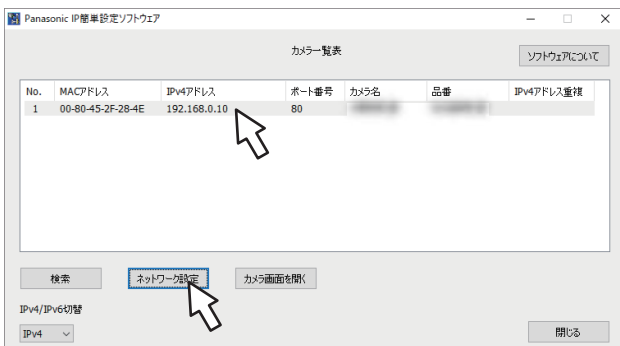 Panasonic IP簡単設定ソフトウェア
カメラ一覧表
ソフトウェアについて
No. MACアドレス IPv4アドレス ポート番号 カメラ名 品番 IPv4アドレス重複
1 00-80-45-2F-28-4E 192.168.0.10 80
検索 ネットワーク設定 カメラ画面を開く
IPv4/IPv6切替
IPv4 閉じる